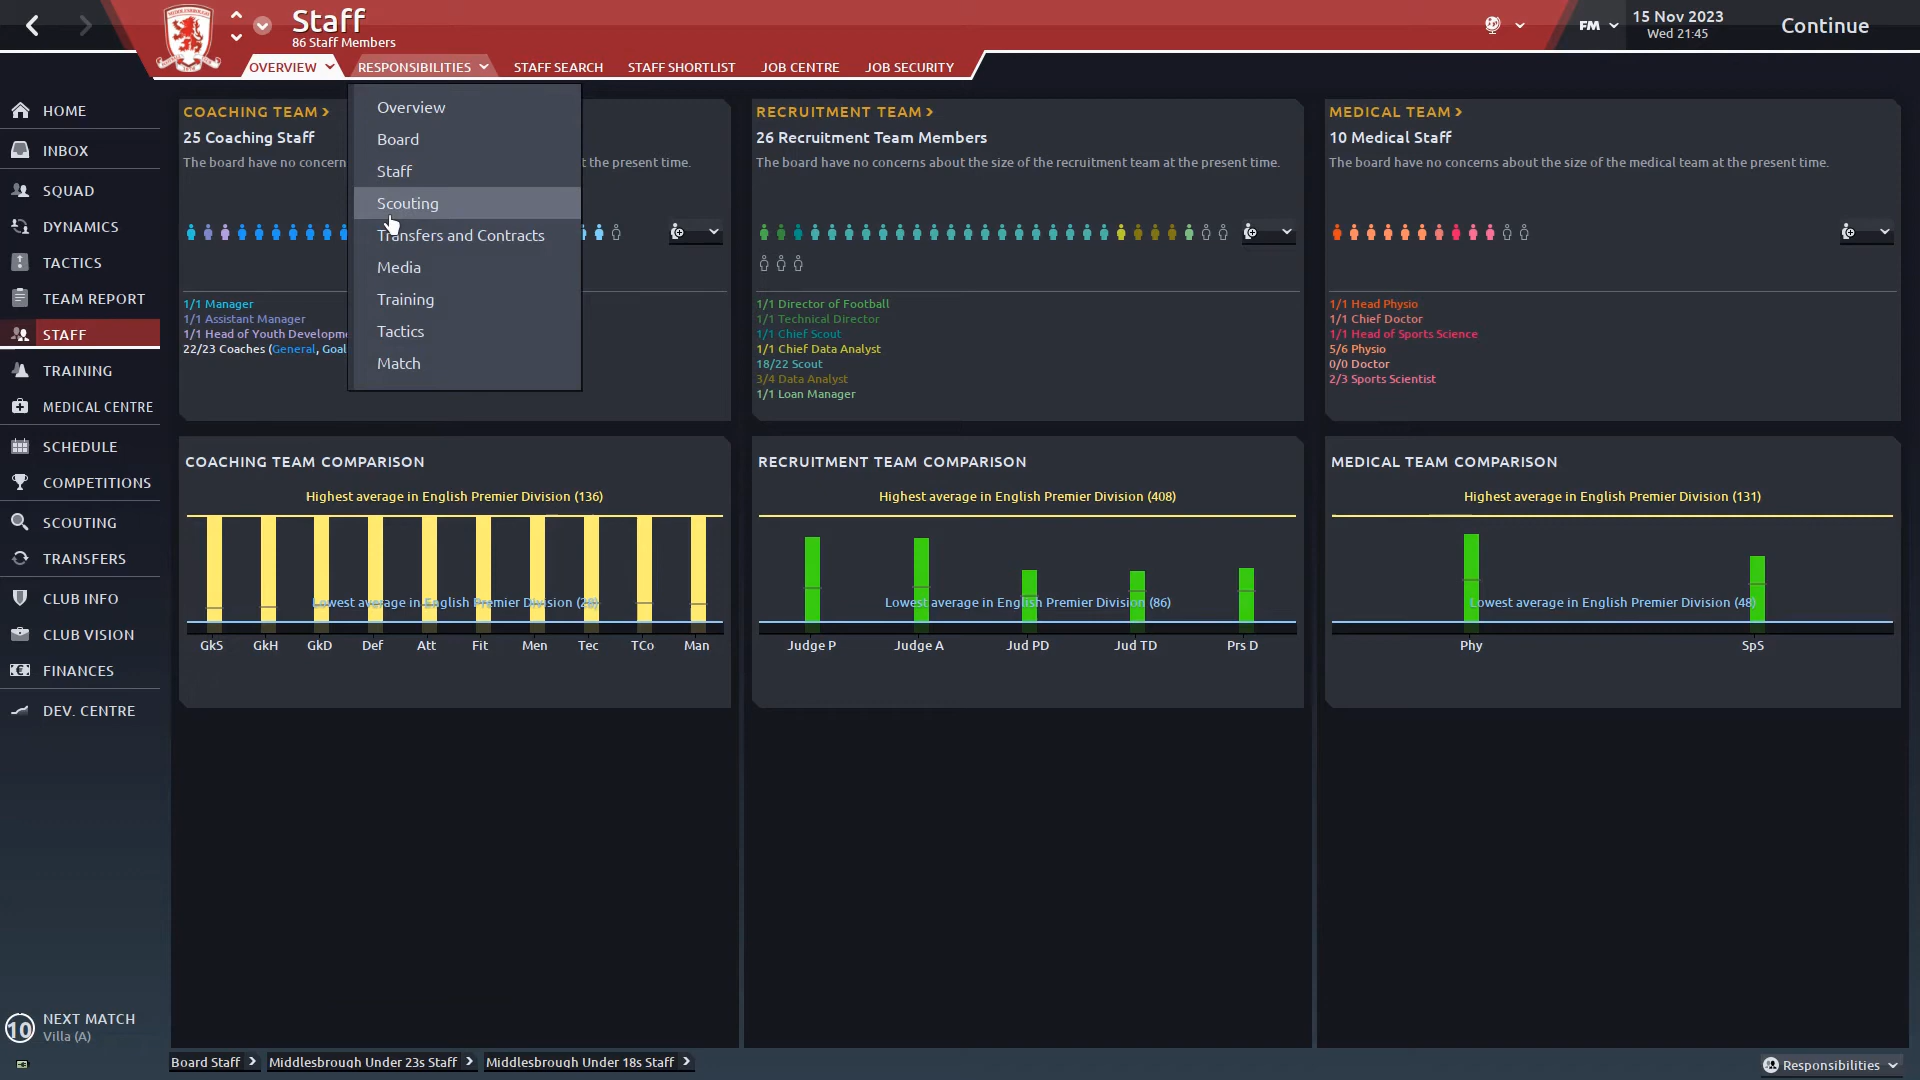 Staff
86 Staff Members
FM
15 Nov 2023
Wed 21:45
Continue
OVERVIEW
RESPONSIBILITIES
STAFF SEARCH
STAFF SHORTLIST
JOB CENTRE
JOB SECURITY
HOME
INBOX
SQUAD
DYNAMICS
TACTICS
TEAM REPORT
STAFF
TRAINING
MEDICAL CENTRE
SCHEDULE
COMPETITIONS
SCOUTING
TRANSFERS
CLUB INFO
CLUB VISION
FINANCES
DEV. CENTRE
10
NEXT MATCH
Villa (A)
Overview
Board
Staff
Scouting
Transfers and Contracts
Media
Training
Tactics
Match
COACHING TEAM >
25 Coaching Staff
The board have no concern
t the present time.
1/1 Manager
1/1 Assistant Manager
1/1 Head of Youth Developme
22/23 Coaches (General, Goal
RECRUITMENT TEAM >
26 Recruitment Team Members
The board have no concerns about the size of the recruitment team at the present time.
1/1 Director of Football
1/1 Technical Director
1/1 Chief Scout
1/1 Chief Data Analyst
18/22 Scout
3/4 Data Analyst
1/1 Loan Manager
MEDICAL TEAM >
10 Medical Staff
The board have no concerns about the size of the medical team at the present time.
1/1 Head Physio
1/1 Chief Doctor
1/1 Head of Sports Science
5/6 Physio
0/0 Doctor
2/3 Sports Scientist
COACHING TEAM COMPARISON
Highest average in English Premier Division (136)
Lowest average in English Premier Division (28)
GkS GkH GkD Def Att Fit Men Tec TCo Man
RECRUITMENT TEAM COMPARISON
Highest average in English Premier Division (408)
Lowest average in English Premier Division (86)
Judge P Judge A Jud PD Jud TD Prs D
MEDICAL TEAM COMPARISON
Highest average in English Premier Division (131)
Lowest average in English Premier Division (48)
Phy SpS
Board Staff >
Middlesbrough Under 23s Staff >
Middlesbrough Under 18s Staff >
Responsibilities